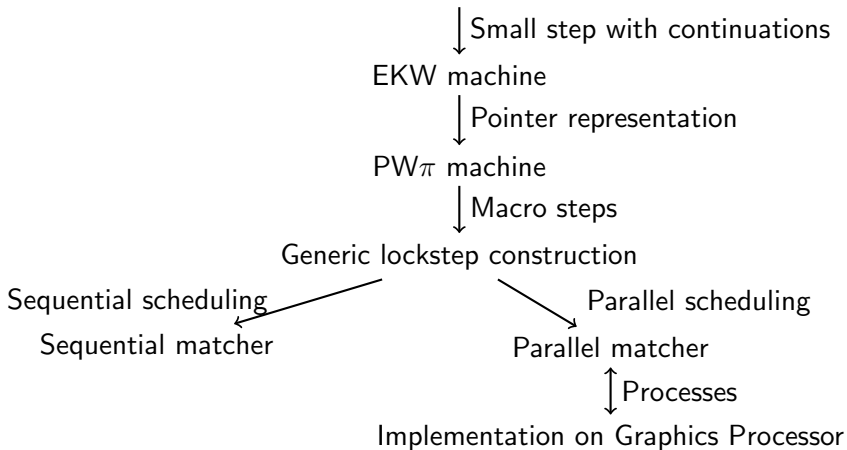 Small step with continuations
EKW machine
Pointer representation
PWπ machine
Macro steps
Generic lockstep construction
Sequential scheduling
Parallel scheduling
Sequential matcher
Parallel matcher
Processes
Implementation on Graphics Processor